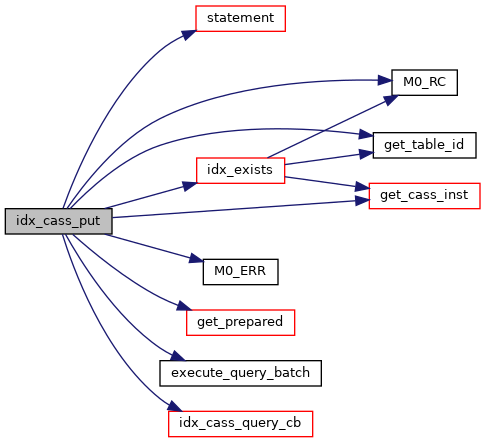 statement
M0_RC
get_table_id
idx_exists
get_cass_inst
idx_cass_put
M0_ERR
get_prepared
execute_query_batch
idx_cass_query_cb